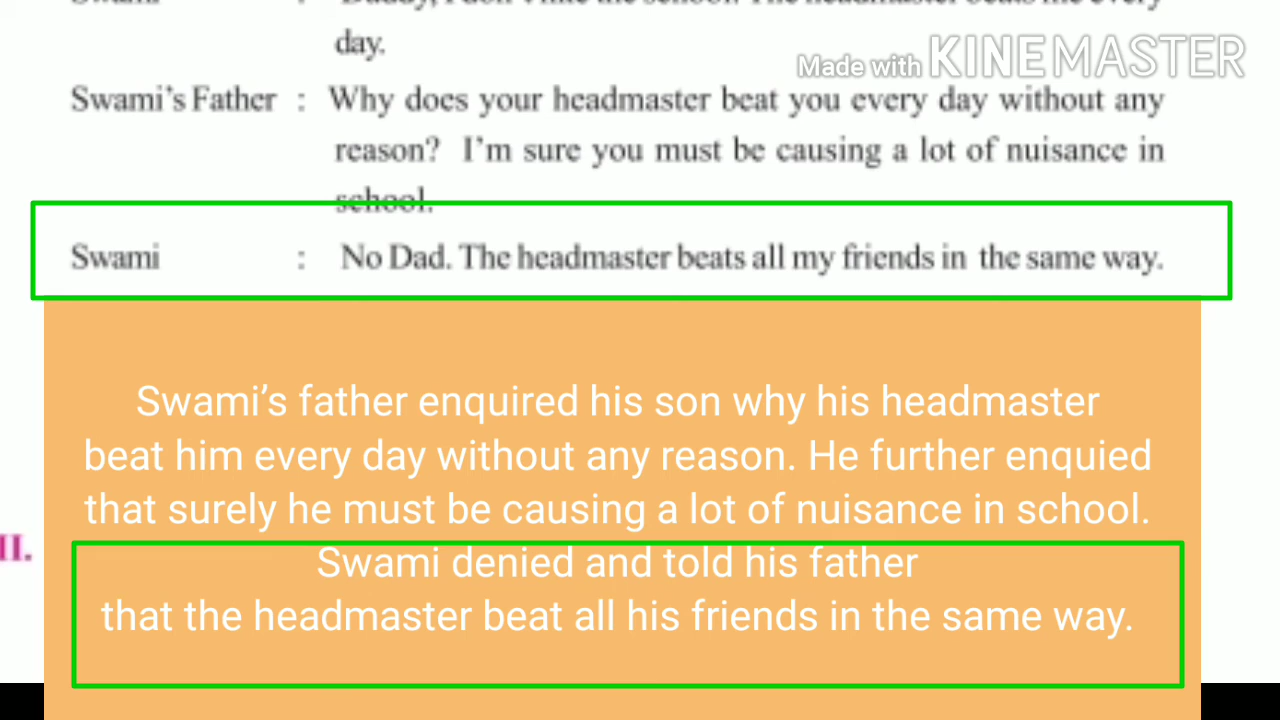 day.
Made with KINEMASTER
Swami's Father : Why does your headmaster beat you every day without any
reason? I'm sure you must be causing a lot of nuisance in
school.
Swami : No Dad. The headmaster beats all my friends in the same way.
Swami’s father enquired his son why his headmaster
beat him every day without any reason. He further enquied
that surely he must be causing a lot of nuisance in school.
II.
Swami denied and told his father
that the headmaster beat all his friends in the same way.